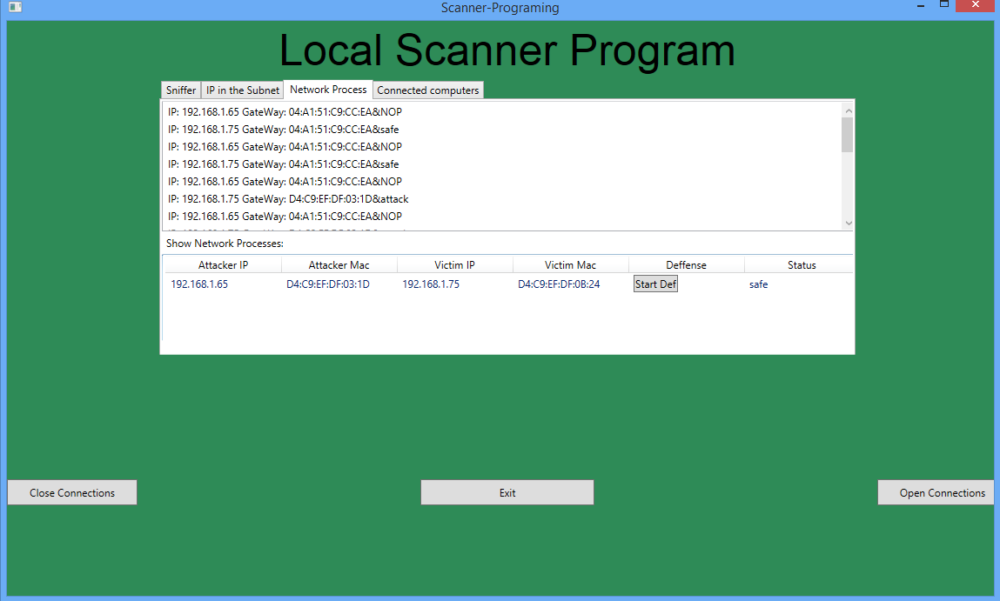 Scanner-Programing
Local Scanner Program
Sniffer IP in the Subnet Network Process Connected computers
IP: 192.168.1.65 GateWay: 04:A1:51:C9:CC:EA&NOP
IP: 192.168.1.75 GateWay: 04:A1:51:C9:CC:EA&safe
IP: 192.168.1.65 GateWay: 04:A1:51:C9:CC:EA&NOP
IP: 192.168.1.75 GateWay: 04:A1:51:C9:CC:EA&safe
IP: 192.168.1.65 GateWay: 04:A1:51:C9:CC:EA&NOP
IP: 192.168.1.75 GateWay: D4:C9:EF:DF:03:1D&attack
IP: 192.168.1.65 GateWay: 04:A1:51:C9:CC:EA&NOP
Show Network Processes:
Attacker IP Attacker Mac Victim IP Victim Mac Deffense Status
192.168.1.65 D4:C9:EF:DF:03:1D 192.168.1.75 D4:C9:EF:DF:0B:24 Start Def safe
Close Connections Exit Open Connections